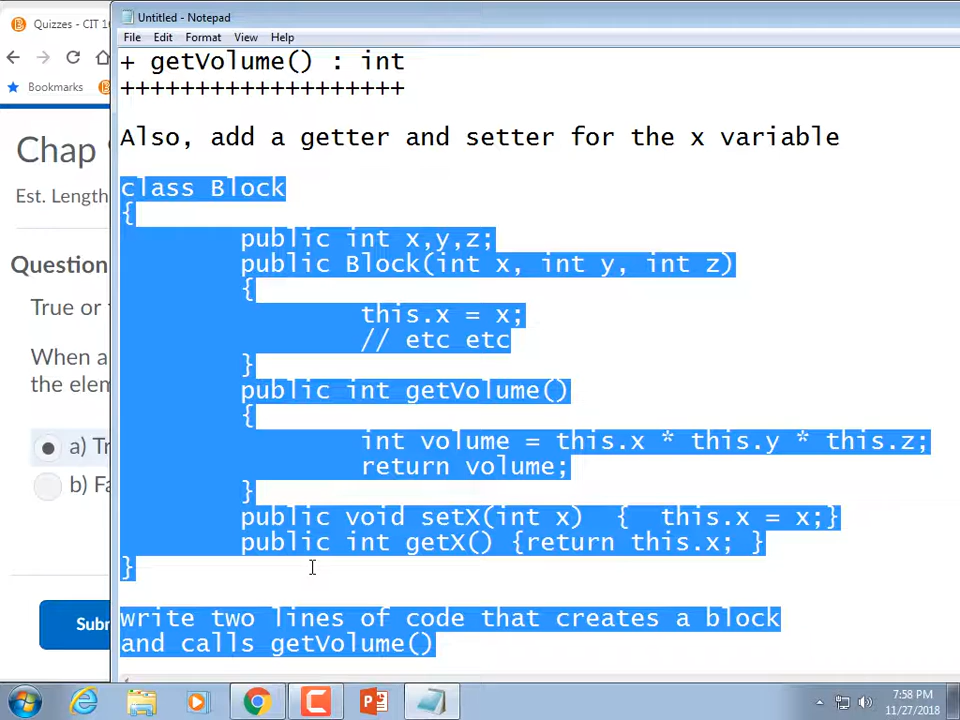 Quizzes - CIT 1
Untitled - Notepad
File Edit Format View Help
Bookmarks
+ getVolume() : int
+++++++++++++++++++
Also, add a getter and setter for the x variable
class Block
{
public int x,y,z;
public Block(int x, int y, int z)
{
this.x = x;
// etc etc
}
public int getVolume()
{
int volume = this.x * this.y * this.z;
return volume;
}
public void setX(int x) { this.x = x;}
public int getX() {return this.x; }
}
write two lines of code that creates a block
and calls getVolume()
Chap
Est. Length
Question
True or
When a
the elem
a) Tr
b) Fa
Subm
7:58 PM
11/27/2018